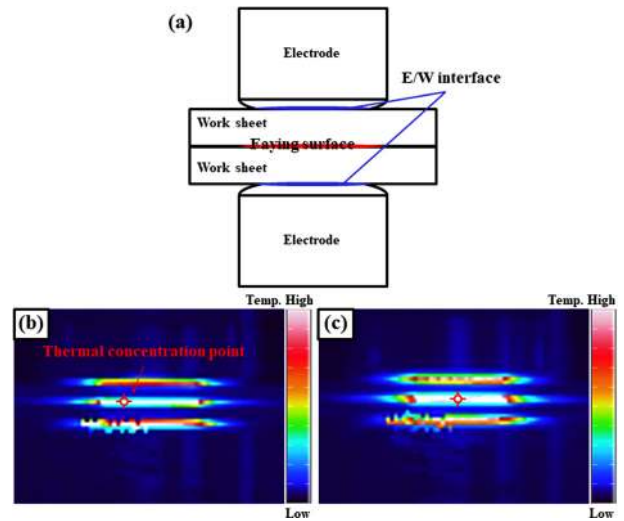 (a)
Electrode
E/W interface
Work sheet
Faying surface
Work sheet
Electrode
Temp. High
Temp. High
(b)
(c)
Thermal concentration point
Low
Low